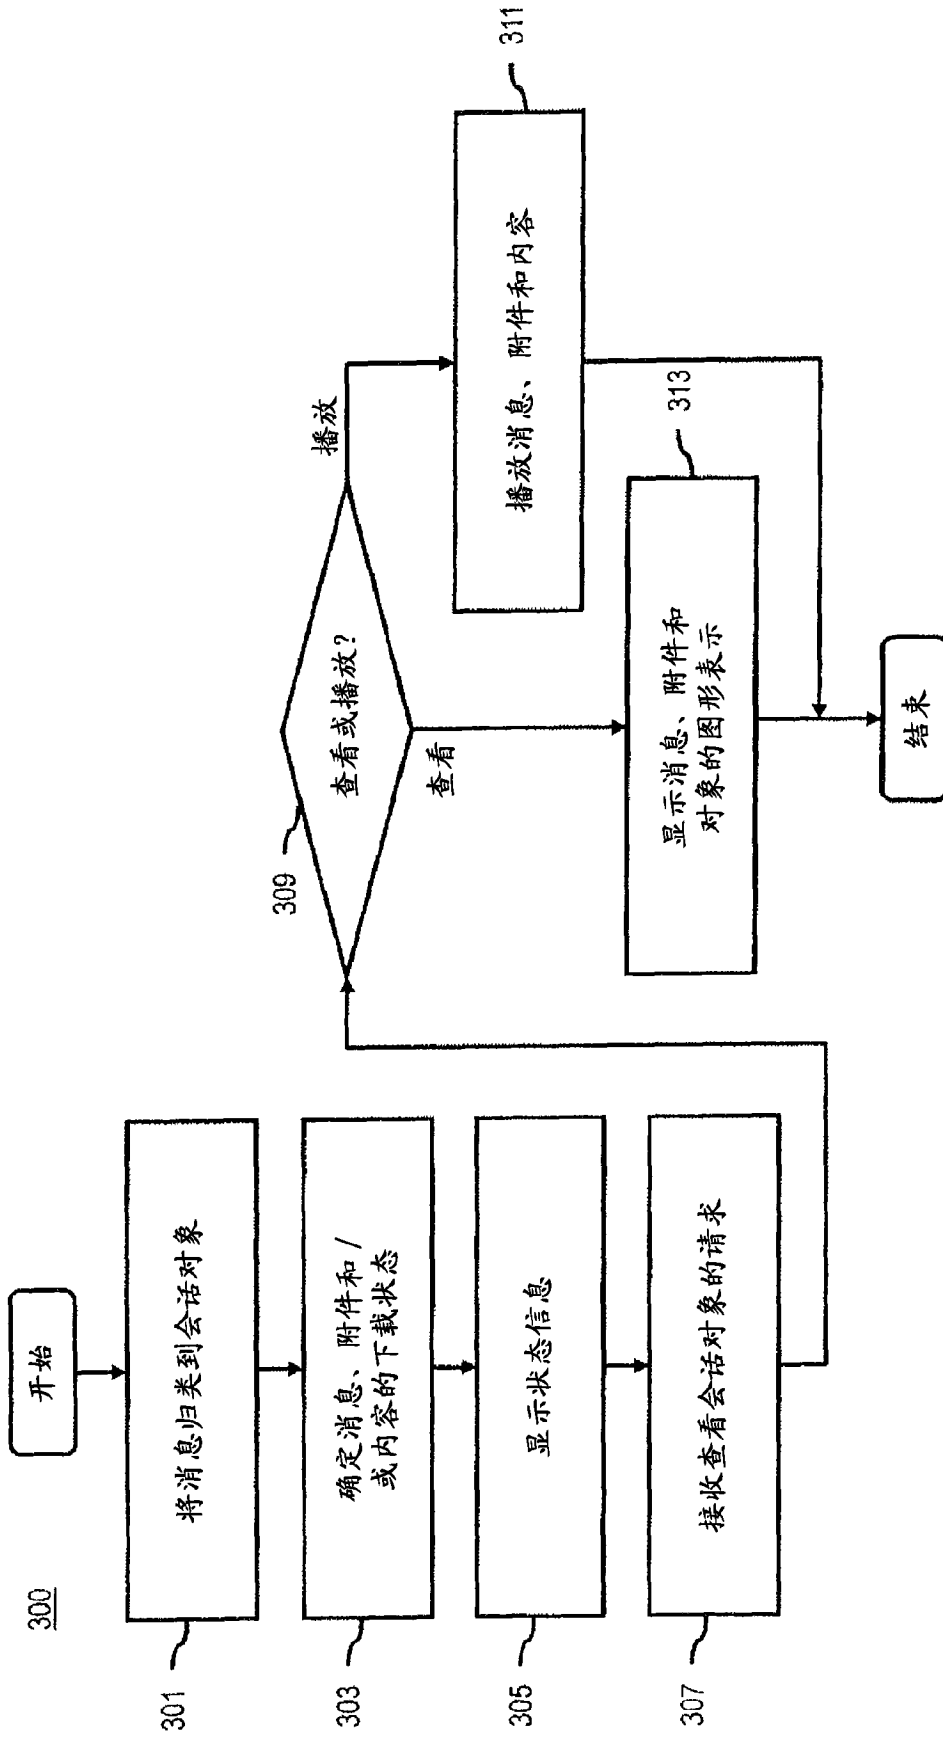 300
开始
301
将消息归类到会话对象
303
确定消息、附件和/
或内容的下载状态
305
显示状态信息
307
接收查看会话对象的请求
309
查看或播放?
播放
查看
311
播放消息、附件和内容
313
显示消息、附件和
对象的图形表示
结束